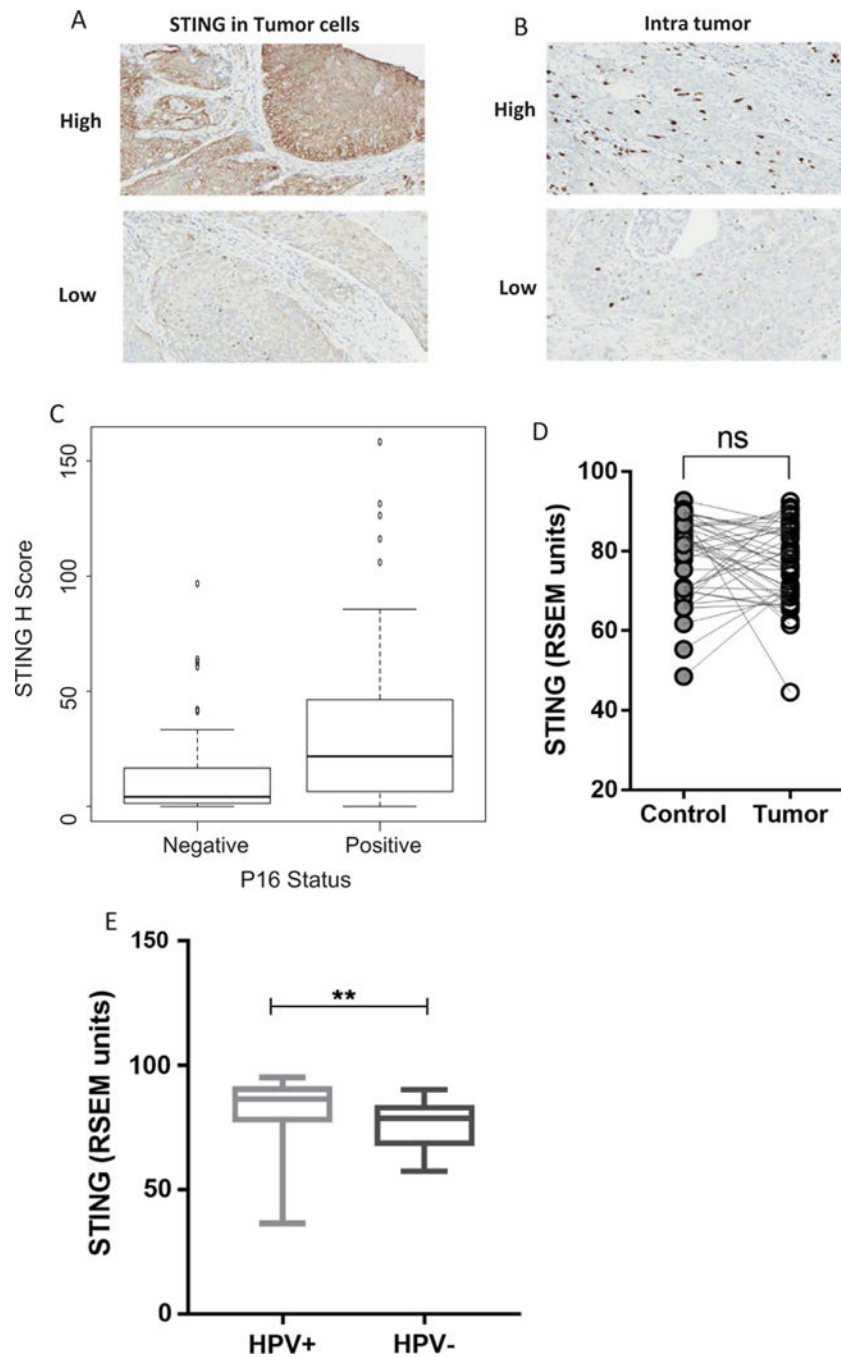 A
STING in Tumor cells
High
Low
B
Intra tumor
High
Low
C
STING H Score
150
100
50
0
Negative
Positive
P16 Status
D
ns
STING (RSEM units)
100
80
60
40
20
Control
Tumor
E
**
STING (RSEM units)
150
100
50
0
HPV+
HPV-